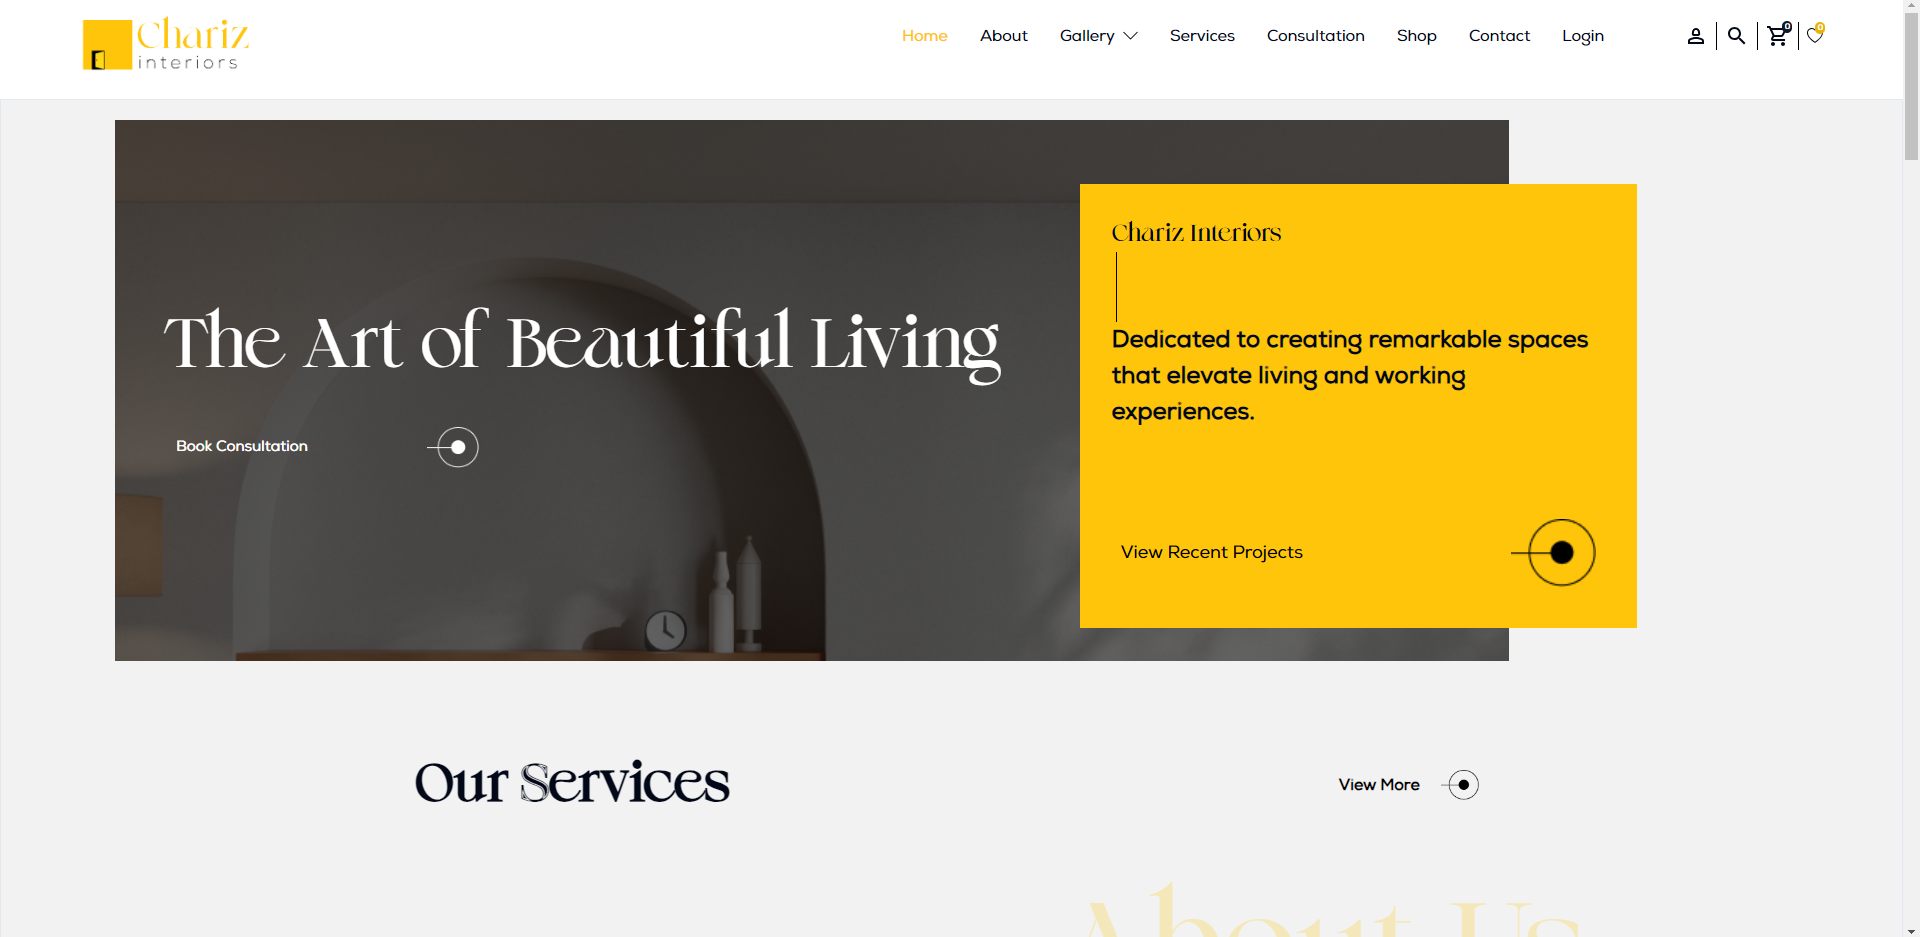 Chariz
interiors
Home About Gallery Services Consultation Shop Contact Login
0
0
The Art of Beautiful Living
Book Consultation
Chariz Interiors
Dedicated to creating remarkable spaces
that elevate living and working
experiences.
View Recent Projects
Our Services
View More
About Us